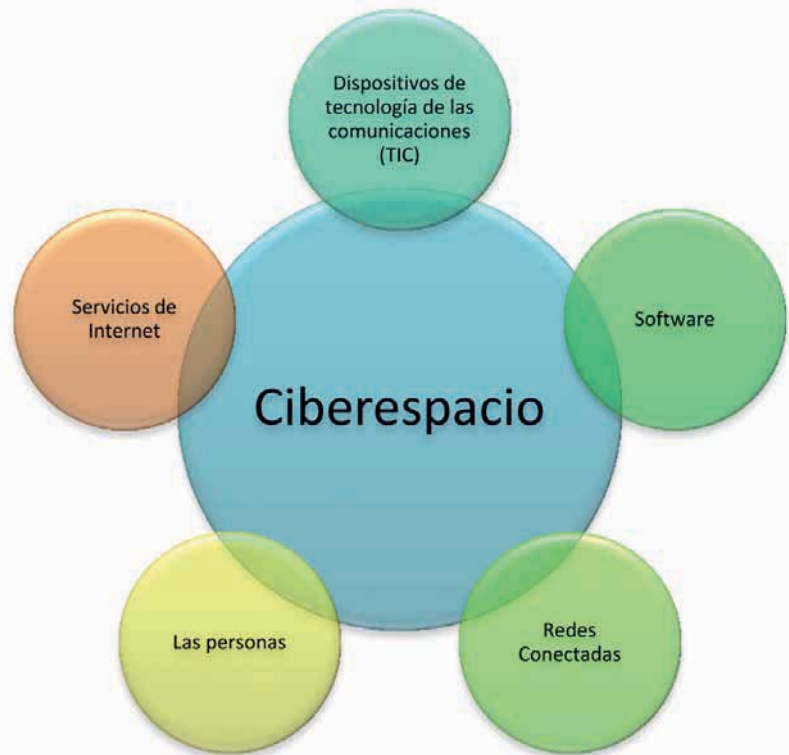 Dispositivos de
tecnología de las
comunicaciones
(TIC)
Servicios de
Internet
Software
Ciberespacio
Las personas
Redes
Conectadas